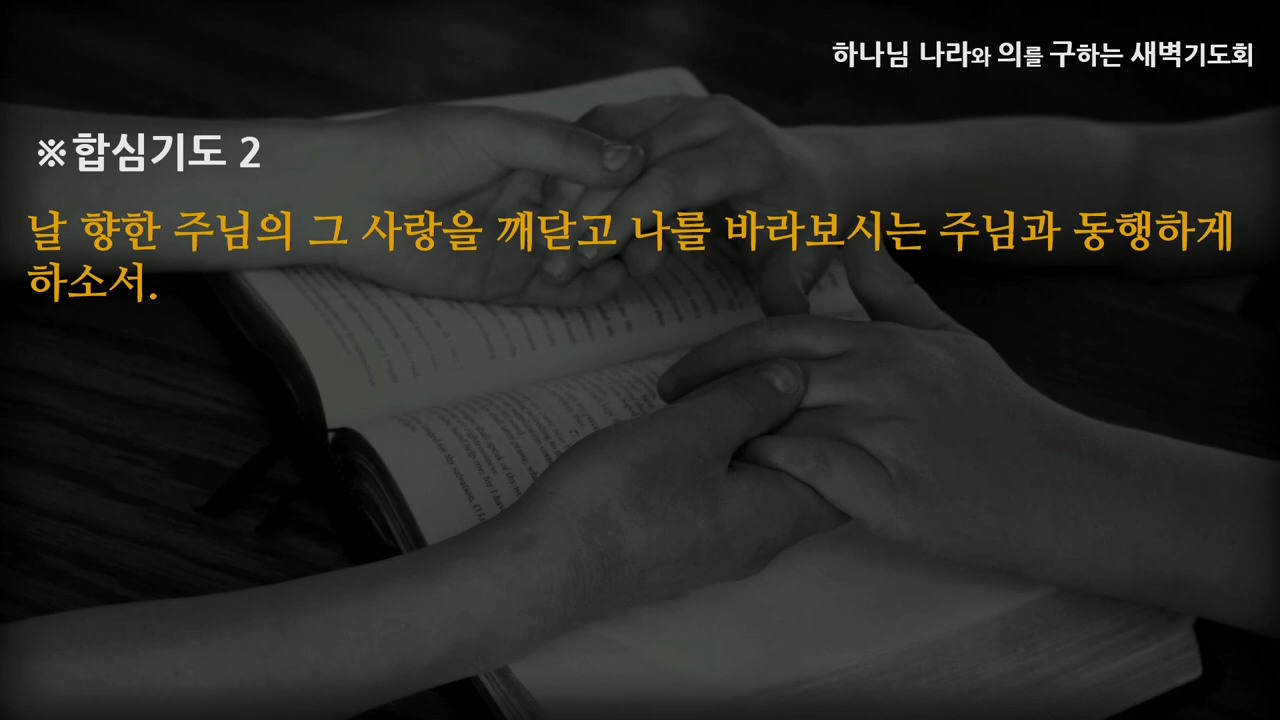 하나님 나라와 의를 구하는 새벽기도회
※합심기도 2
날 향한 주님의 그 사랑을 깨닫고 나를 바라보시는 주님과 동행하게
하소서.